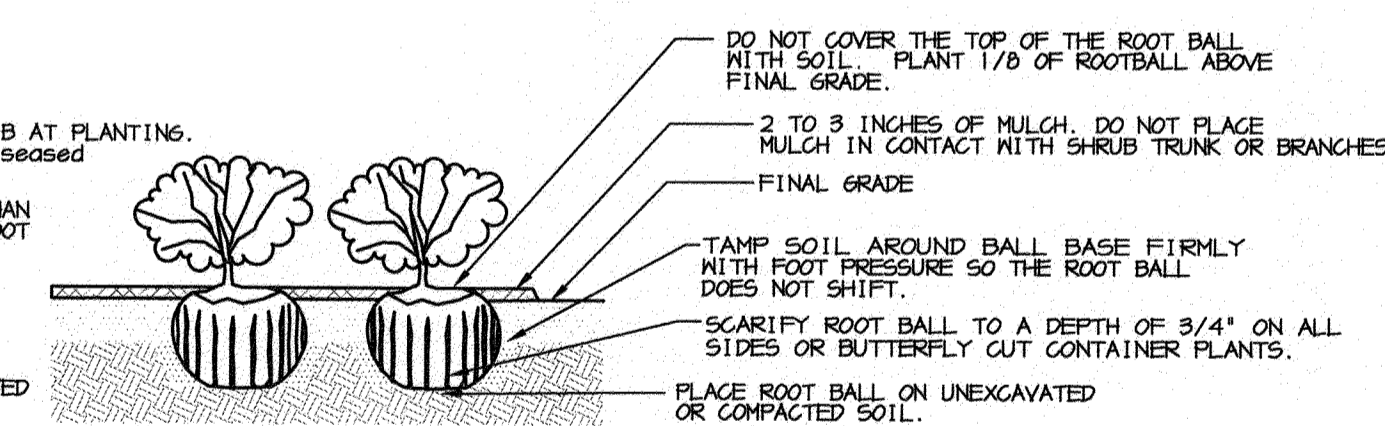 B AT PLANTING.
seased
HAN
OOT
ED
DO NOT COVER THE TOP OF THE ROOT BALL
WITH SOIL. PLANT 1/8 OF ROOTBALL ABOVE
FINAL GRADE.
2 TO 3 INCHES OF MULCH. DO NOT PLACE
MULCH IN CONTACT WITH SHRUB TRUNK OR BRANCHES
FINAL GRADE
TAMP SOIL AROUND BALL BASE FIRMLY
WITH FOOT PRESSURE SO THE ROOT BALL
DOES NOT SHIFT.
SCARIFY ROOT BALL TO A DEPTH OF 3/4" ON ALL
SIDES OR BUTTERFLY CUT CONTAINER PLANTS.
PLACE ROOT BALL ON UNEXCAVATED
OR COMPACTED SOIL.